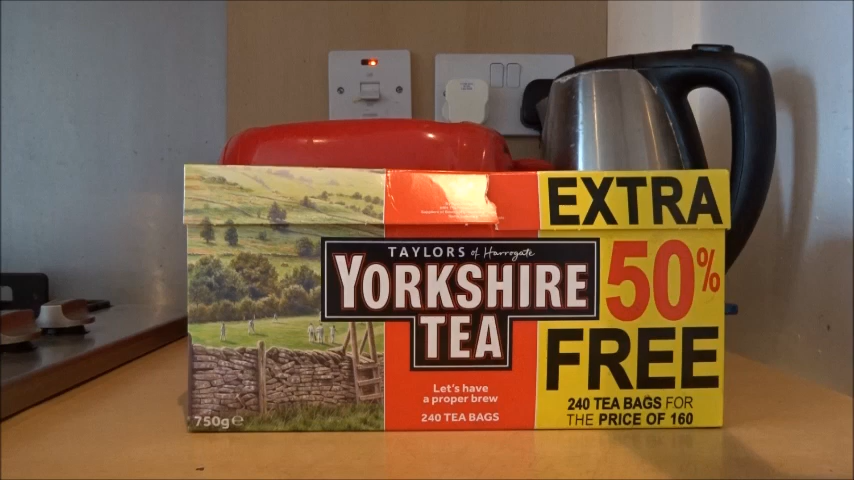 TAYLORS of Harrogate
YORKSHIRE
TEA
Let's have
a proper brew
240 TEA BAGS
750g e
EXTRA
50%
FREE
240 TEA BAGS FOR
THE PRICE OF 160